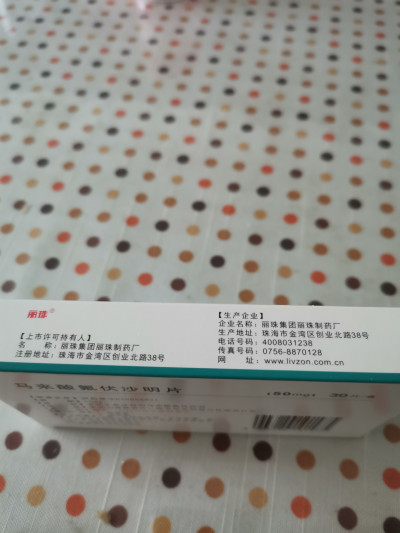 丽珠®
【上市许可持有人】
名　　称：丽珠集团丽珠制药厂
注册地址：珠海市金湾区创业北路38号
【生产企业】
企业名称：丽珠集团丽珠制药厂
生产地址：珠海市金湾区创业北路38号
电话号码：4008031238
传真号码：0756-8870128
网　　址：www.livzon.com.cn
马来酸氟伏沙明片